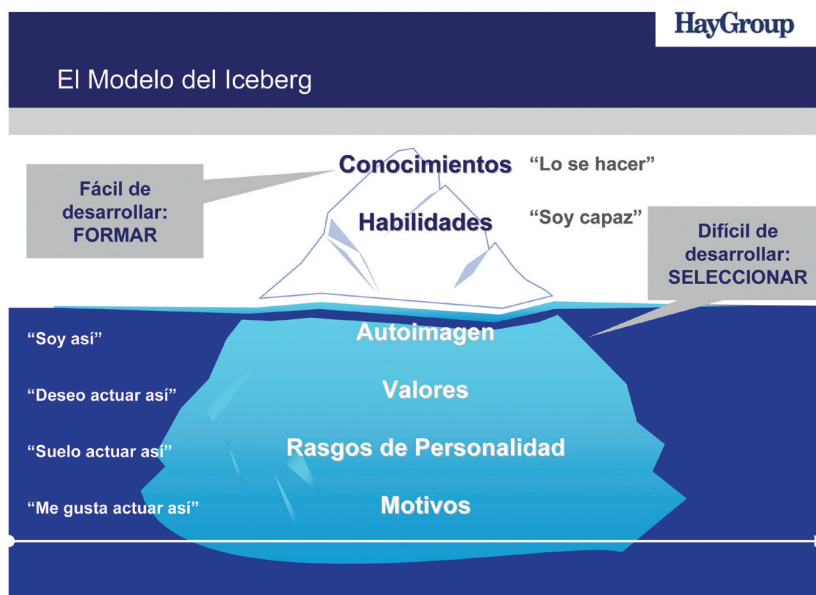 HayGroup
El Modelo del Iceberg
Conocimientos “Lo se hacer”
Fácil de
desarrollar:
FORMAR
Habilidades “Soy capaz”
Difícil de
desarrollar:
SELECCIONAR
“Soy así” Autoimagen
“Deseo actuar así” Valores
“Suelo actuar así” Rasgos de Personalidad
“Me gusta actuar así” Motivos